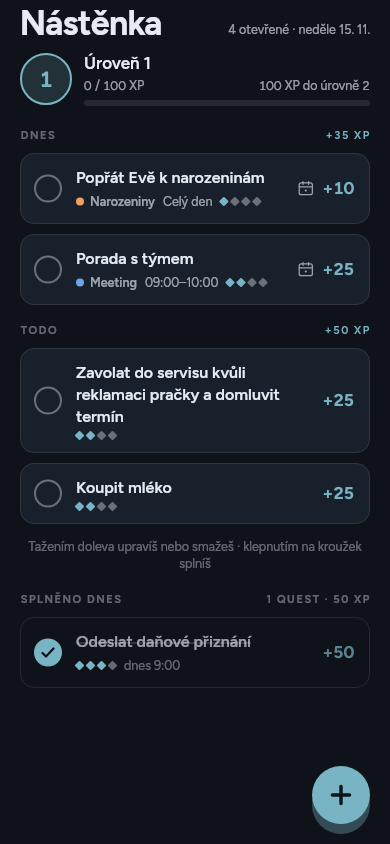 Nástěnka
4 otevřené · neděle 15. 11.
1
Úroveň 1
0 / 100 XP
100 XP do úrovně 2
DNES
+35 XP
Popřát Evě k narozeninám
Narozeniny Celý den
+10
Porada s týmem
Meeting 09:00–10:00
+25
TODO
+50 XP
Zavolat do servisu kvůli
reklamaci pračky a domluvit
termín
+25
Koupit mléko
+25
Tažením doleva upravíš nebo smažeš · klepnutím na kroužek
splníš
SPLNĚNO DNES
1 QUEST · 50 XP
Odeslat daňové přiznání
dnes 9:00
+50